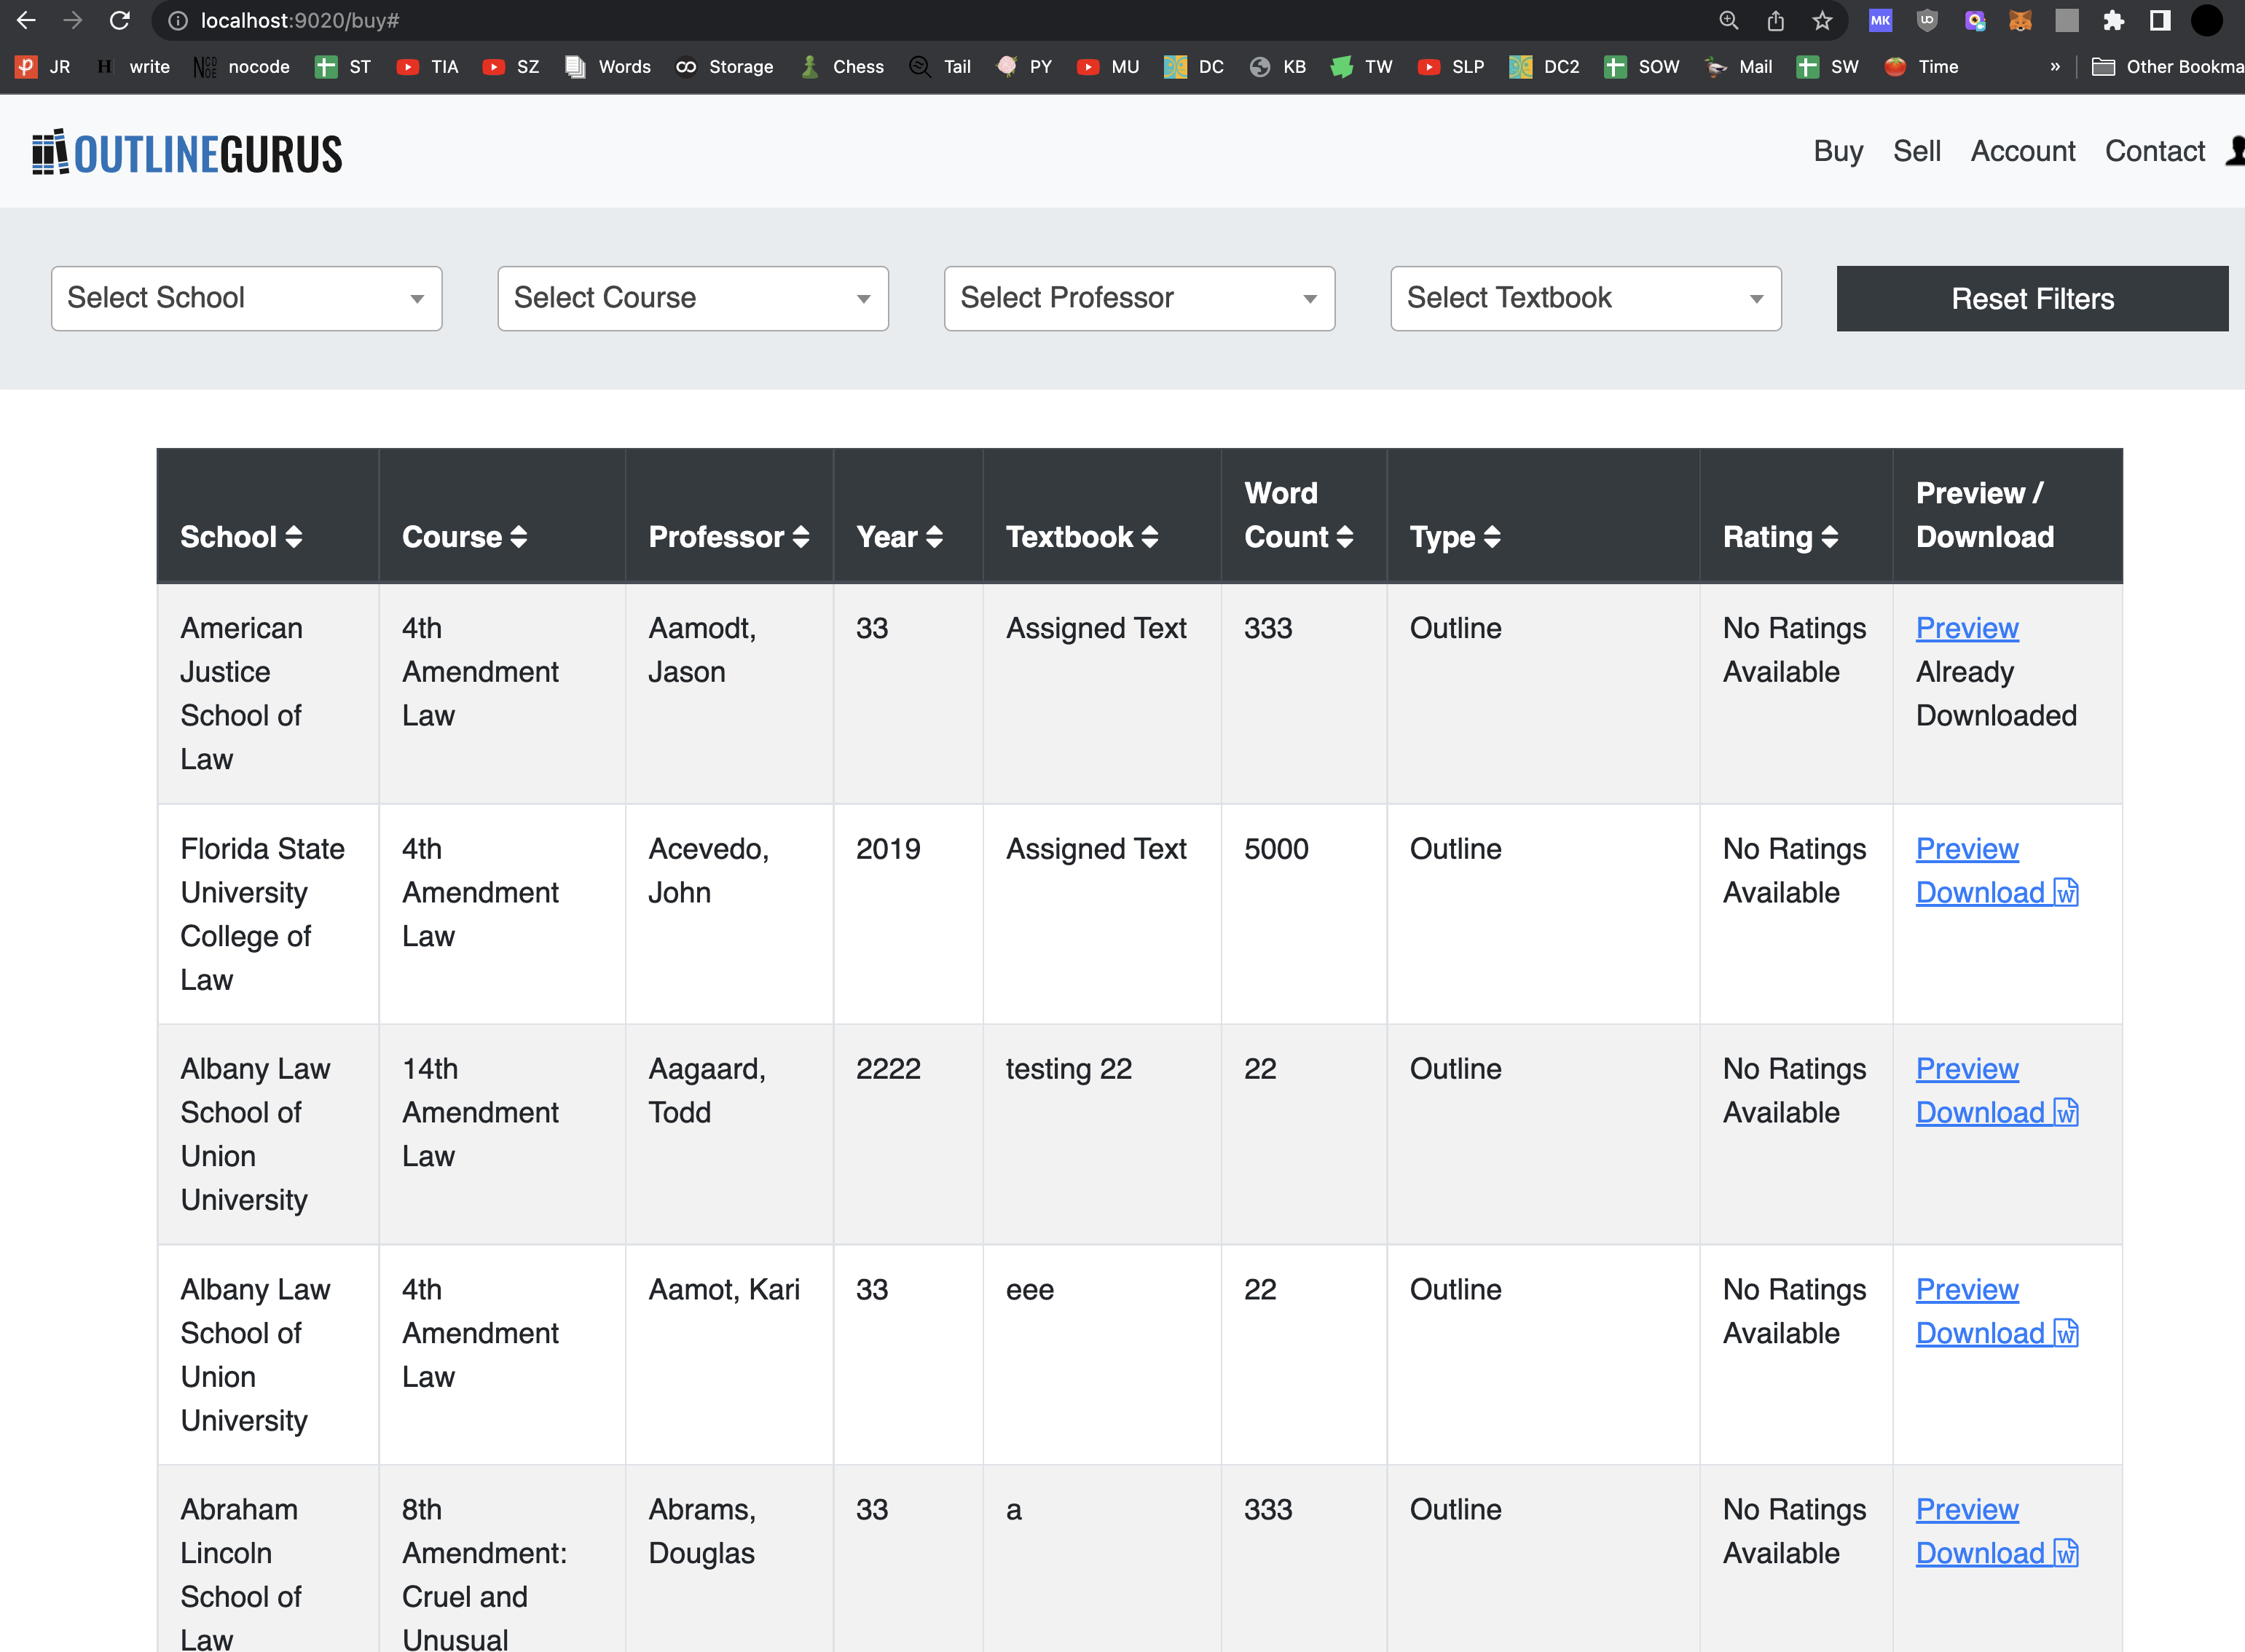 localhost:9020/buy#
MK
JR
H write
NCD NOE nocode
ST
TIA
SZ
Words
Storage
Chess
Tail
PY
MU
DC
KB
TW
SLP
DC2
SOW
Mail
SW
Time
»
Other Bookma
OUTLINEGURUS
Buy Sell Account Contact
Select School
Select Course
Select Professor
Select Textbook
Reset Filters
School
Course
Professor
Year
Textbook
Word
Count
Type
Rating
Preview /
Download
American
Justice
School of
Law
4th
Amendment
Law
Aamodt,
Jason
33
Assigned Text
333
Outline
No Ratings
Available
Preview
Already
Downloaded
Florida State
University
College of
Law
4th
Amendment
Law
Acevedo,
John
2019
Assigned Text
5000
Outline
No Ratings
Available
Preview
Download
Albany Law
School of
Union
University
14th
Amendment
Law
Aagaard,
Todd
2222
testing 22
22
Outline
No Ratings
Available
Preview
Download
Albany Law
School of
Union
University
4th
Amendment
Law
Aamot, Kari
33
eee
22
Outline
No Ratings
Available
Preview
Download
Abraham
Lincoln
School of
Law
8th
Amendment:
Cruel and
Unusual
Abrams,
Douglas
33
a
333
Outline
No Ratings
Available
Preview
Download